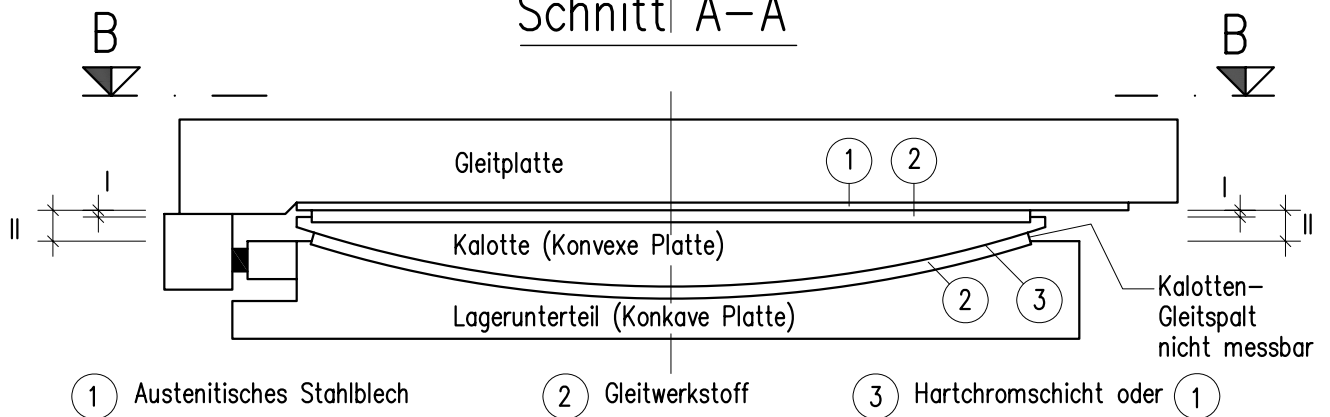 Schnitt A–A
B B
Gleitplatte 1 2
I I
II II
Kalotte (Konvexe Platte)
2 3
Kalotten–
Gleitspalt
nicht messbar
Lagerunterteil (Konkave Platte)
1 Austenitisches Stahlblech 2 Gleitwerkstoff 3 Hartchromschicht oder 1